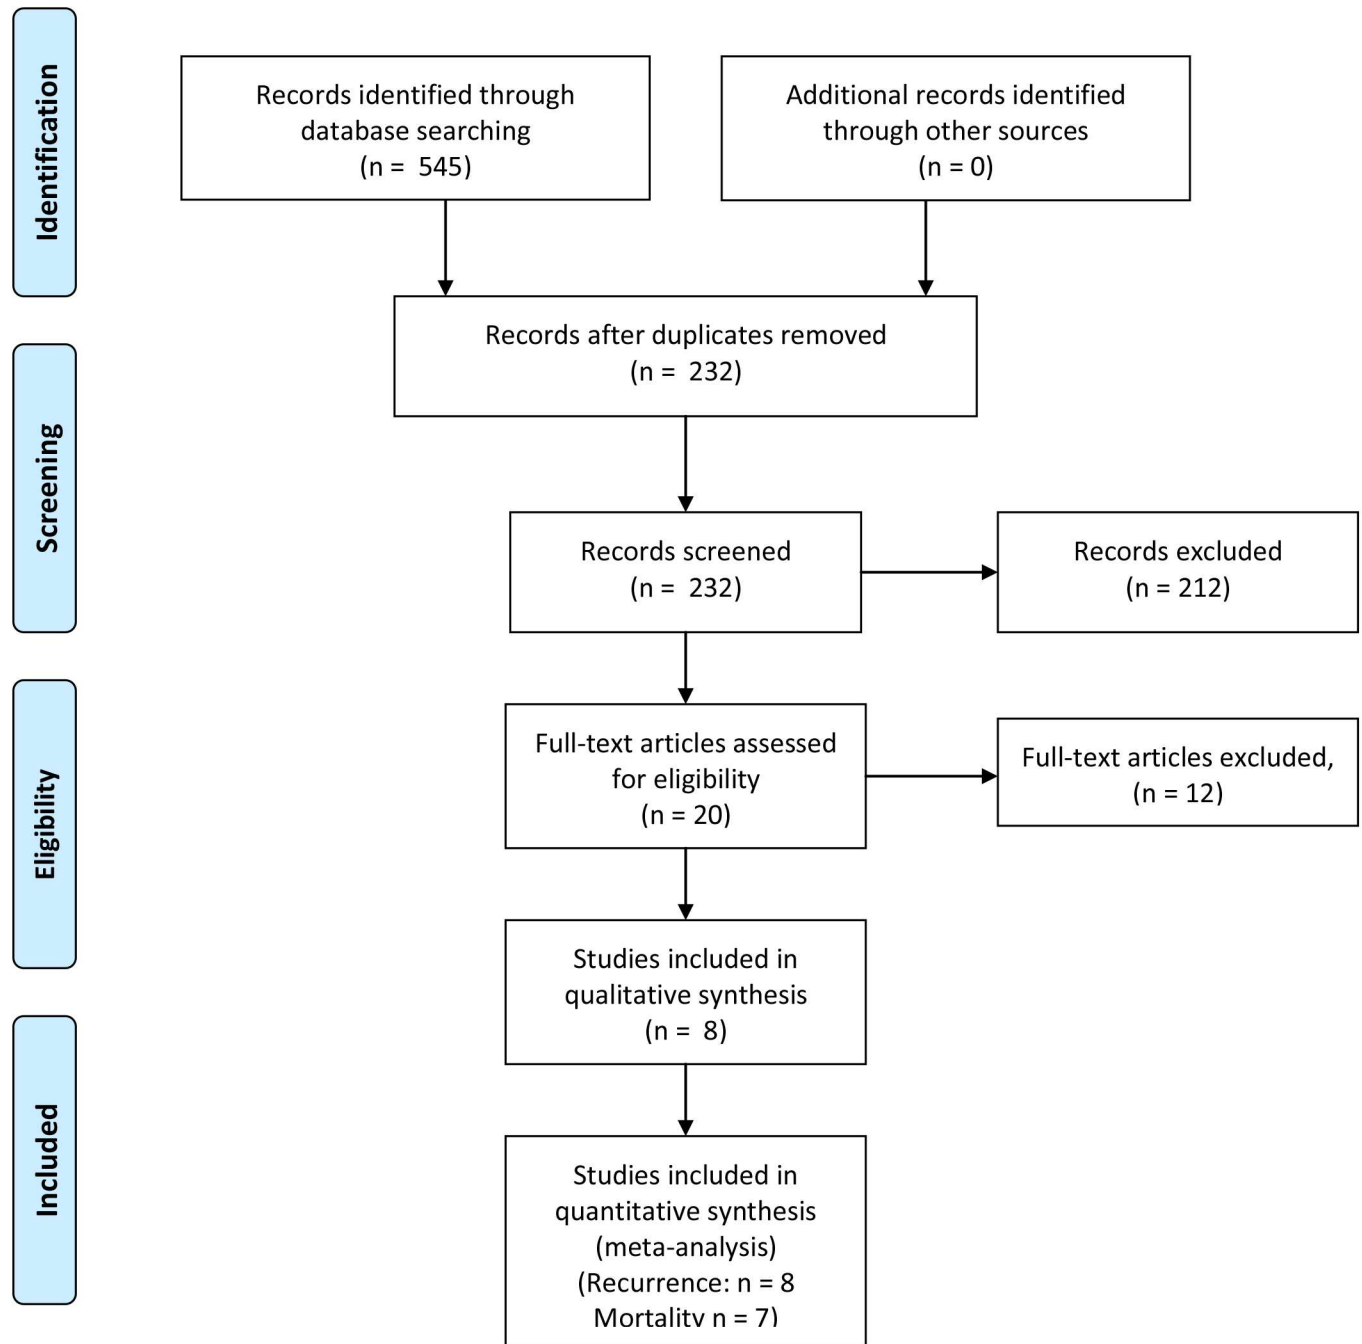 Identification
Records identified through
database searching
(n = 545)
Additional records identified
through other sources
(n = 0)
Records after duplicates removed
(n = 232)
Screening
Records screened
(n = 232)
Records excluded
(n = 212)
Eligibility
Full-text articles assessed
for eligibility
(n = 20)
Full-text articles excluded,
(n = 12)
Studies included in
qualitative synthesis
(n = 8)
Included
Studies included in
quantitative synthesis
(meta-analysis)
(Recurrence: n = 8
Mortality n = 7)